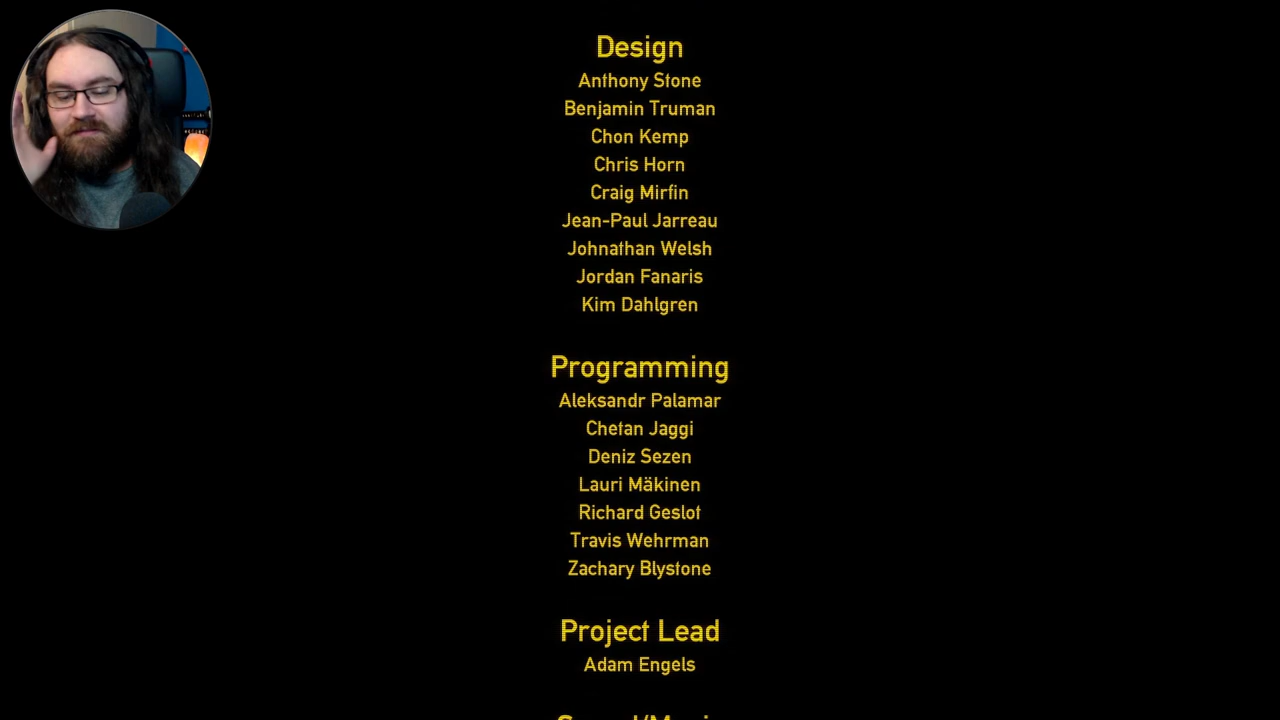 Design
Anthony Stone
Benjamin Truman
Chon Kemp
Chris Horn
Craig Mirfin
Jean-Paul Jarreau
Johnathan Welsh
Jordan Fanaris
Kim Dahlgren
Programming
Aleksandr Palamar
Chetan Jaggi
Deniz Sezen
Lauri Mäkinen
Richard Geslot
Travis Wehrman
Zachary Blystone
Project Lead
Adam Engels